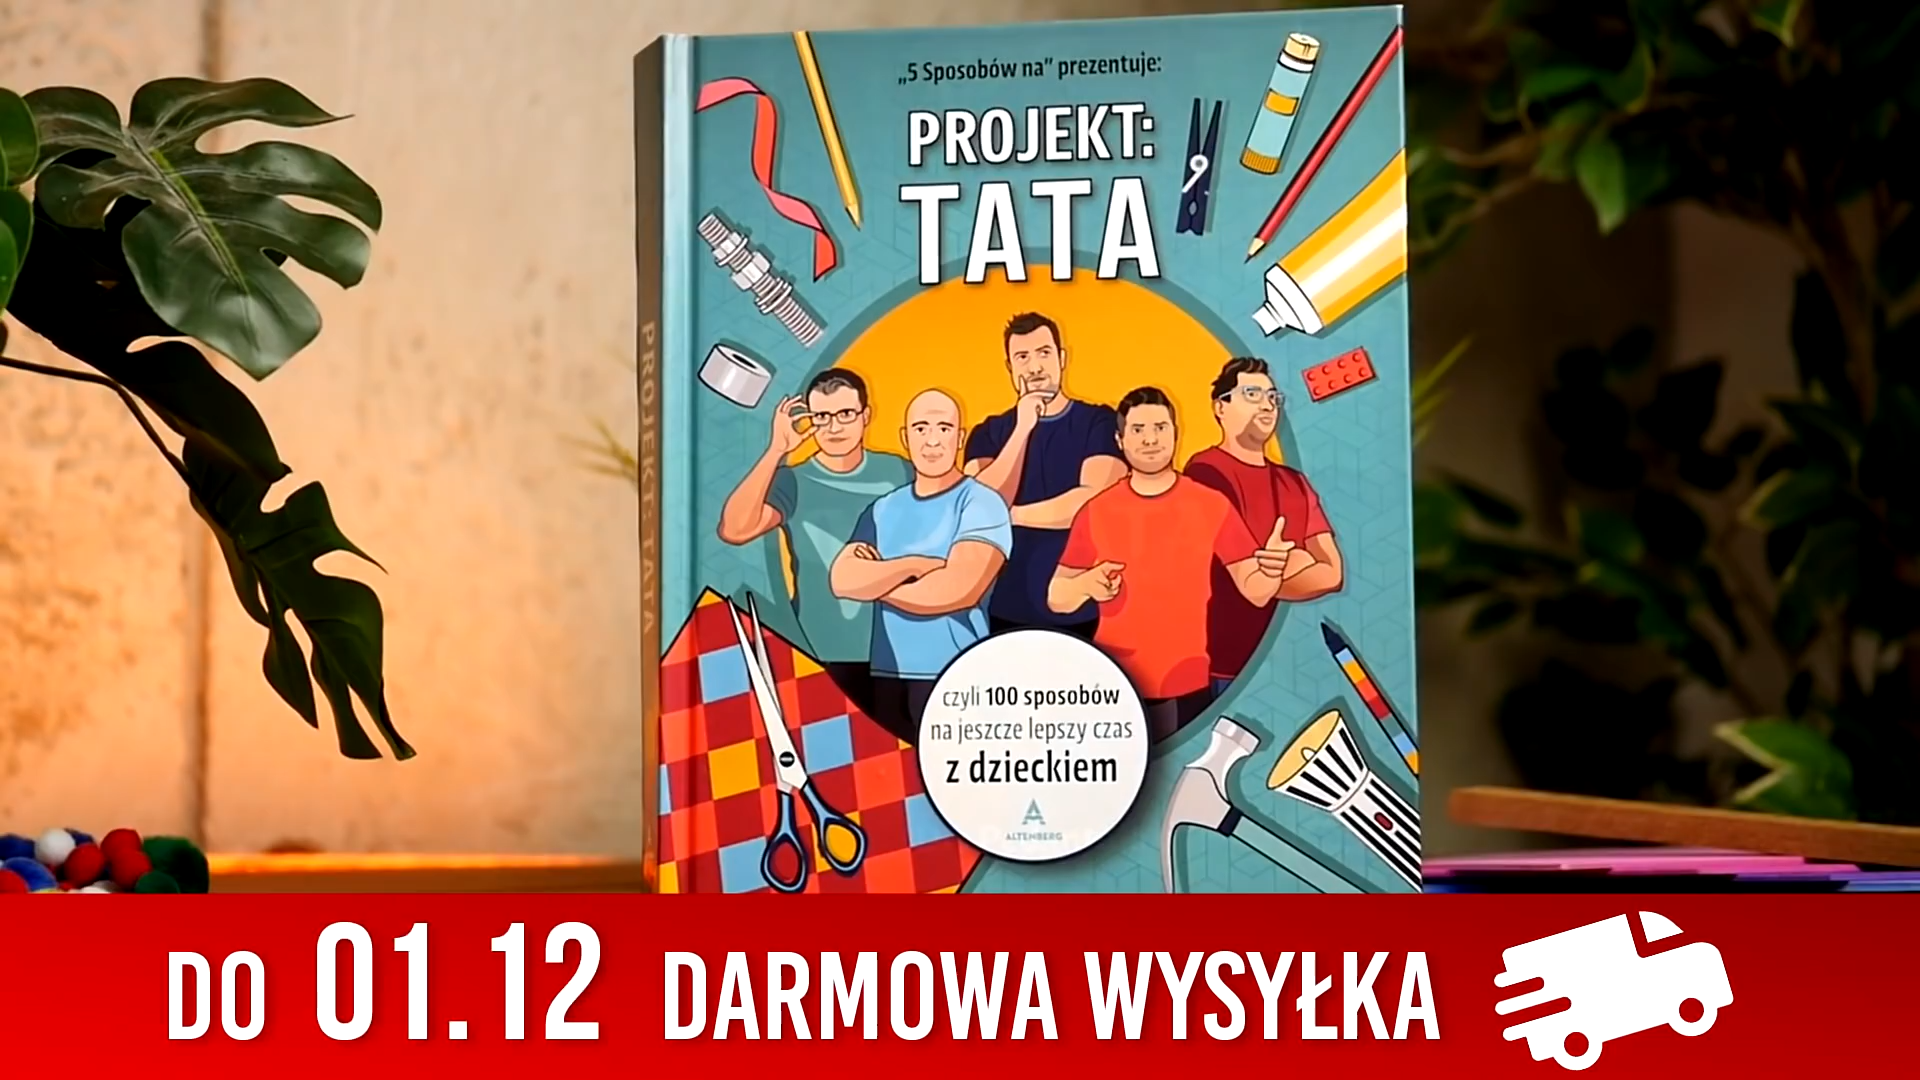 „5 Sposobów na” prezentuje:
PROJEKT:
TATA
PROJEKT: TATA
czyli 100 sposobów
na jeszcze lepszy czas
z dzieckiem
A
ALTENBERG
DO 01.12 DARMOWA WYSYŁKA